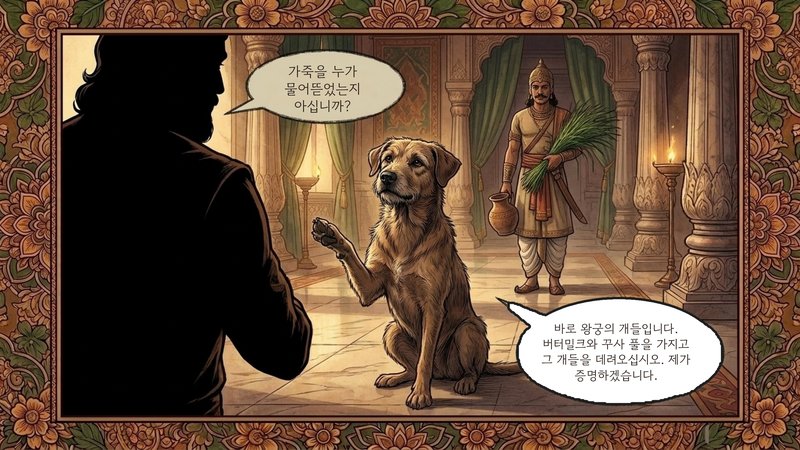 가죽을 누가
물어뜯었는지
아십니까?
바로 왕궁의 개들입니다.
버터밀크와 꾸사 풀을 가지고
그 개들을 데려오십시오. 제가
증명하겠습니다.